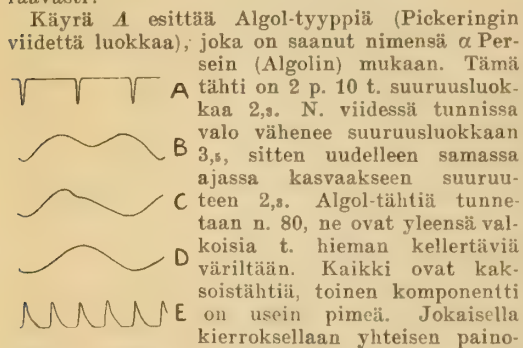 Käyrä A esittää Algol-tyyppiä (Pickeringin
viidettä luokkaa), joka on saanut nimensä α Per-
sein (Algolin) mukaan. Tämä
A tähti on 2 p. 10 t. suuruusluok-
kaa 2,3. N. viidessä tunnissa
valo vähenee suuruusluokkaan
B 3,5, sitten uudelleen samassa
ajassa kasvaakseen suuruu-
C teen 2,3. Algol-tähtiä tunne-
taan n. 80, ne ovat yleensä val-
koisia t. hieman kellertäviä
D väriltään. Kaikki ovat kak-
soistähtiä, toinen komponentti
E on usein pimeä. Jokaisella
kierroksellaan yhteisen paino-